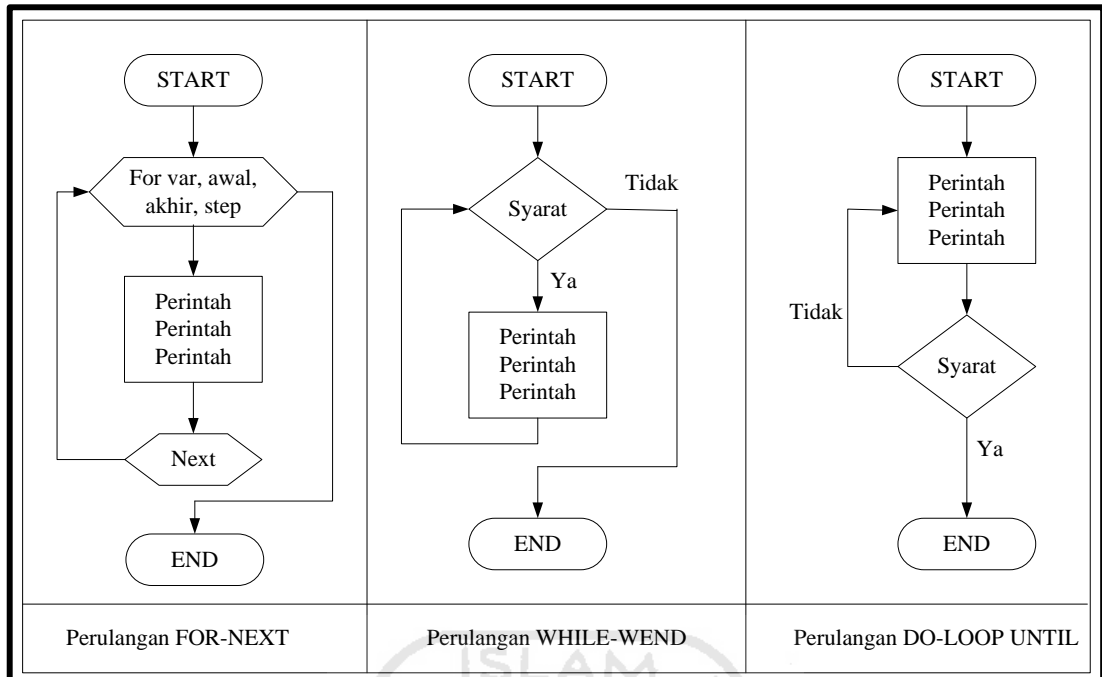 START
For var, awal,
akhir, step
Perintah
Perintah
Perintah
Next
END
Perulangan FOR-NEXT
START
Syarat
Tidak
Ya
Perintah
Perintah
Perintah
END
Perulangan WHILE-WEND
START
Perintah
Perintah
Perintah
Tidak
Syarat
Ya
END
Perulangan DO-LOOP UNTIL
ISLAM